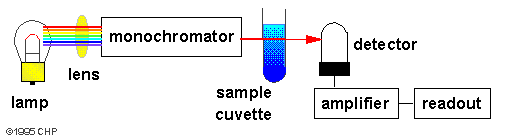 monochromator
lens
lamp
sample
cuvette
detector
amplifier
readout
©1995 CHP